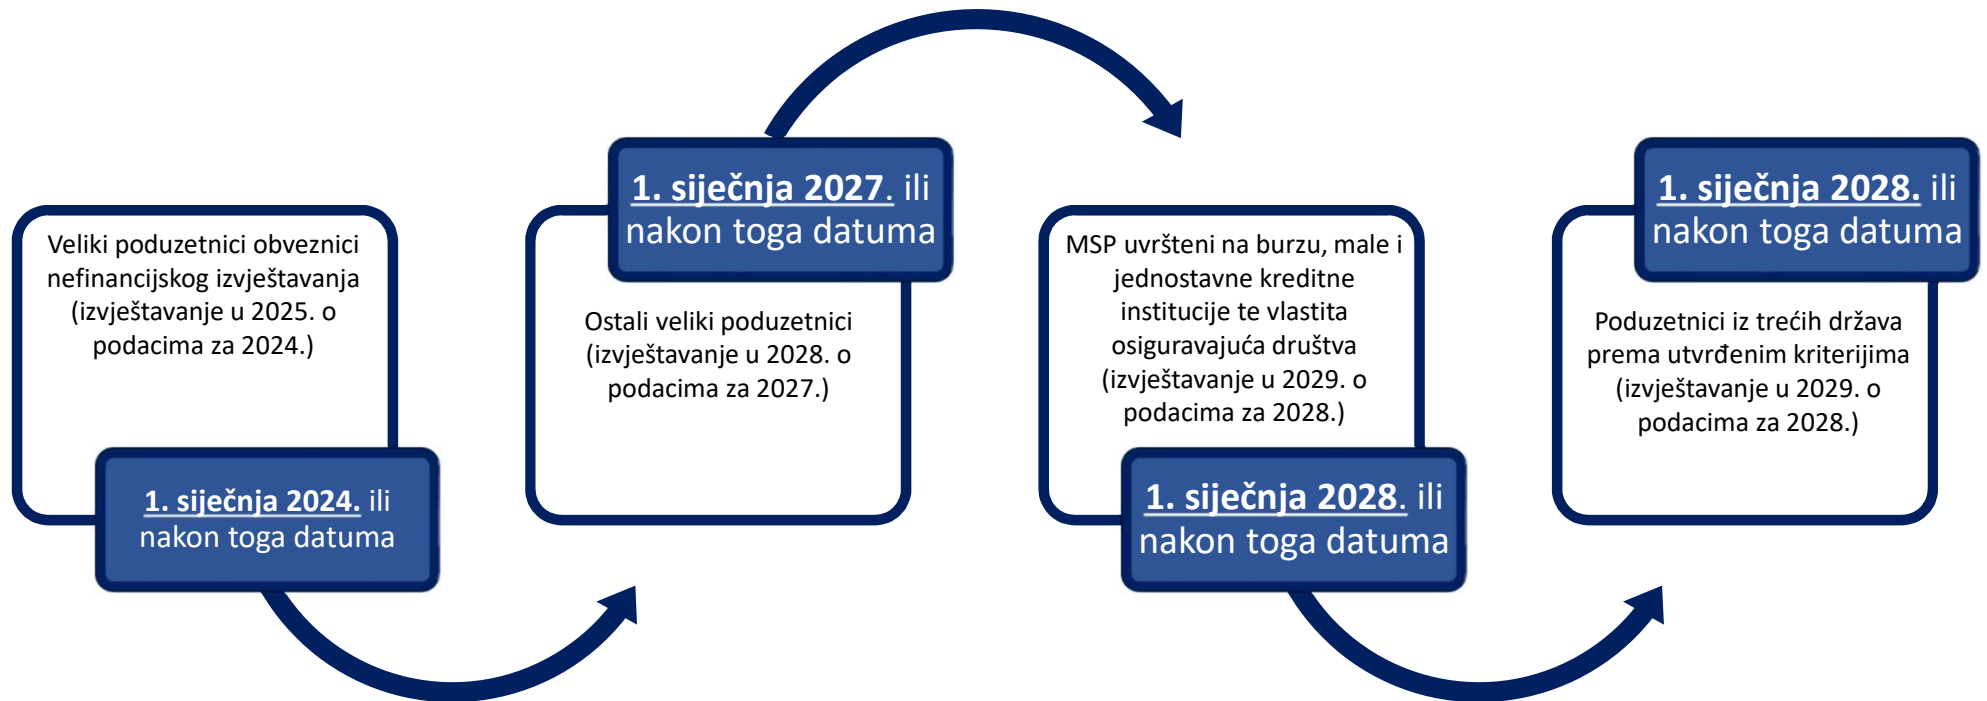 Veliki poduzetnici obveznici
nefinancijskog izvještavanja
(izvještavanje u 2025. o
podacima za 2024.)
1. siječnja 2024. ili
nakon toga datuma
1. siječnja 2027. ili
nakon toga datuma
Ostali veliki poduzetnici
(izvještavanje u 2028. o
podacima za 2027.)
MSP uvršteni na burzu, male i
jednostavne kreditne
institucije te vlastita
osiguravajuća društva
(izvještavanje u 2029. o
podacima za 2028.)
1. siječnja 2028. ili
nakon toga datuma
1. siječnja 2028. ili
nakon toga datuma
Poduzetnici iz trećih država
prema utvrđenim kriterijima
(izvještavanje u 2029. o
podacima za 2028.)